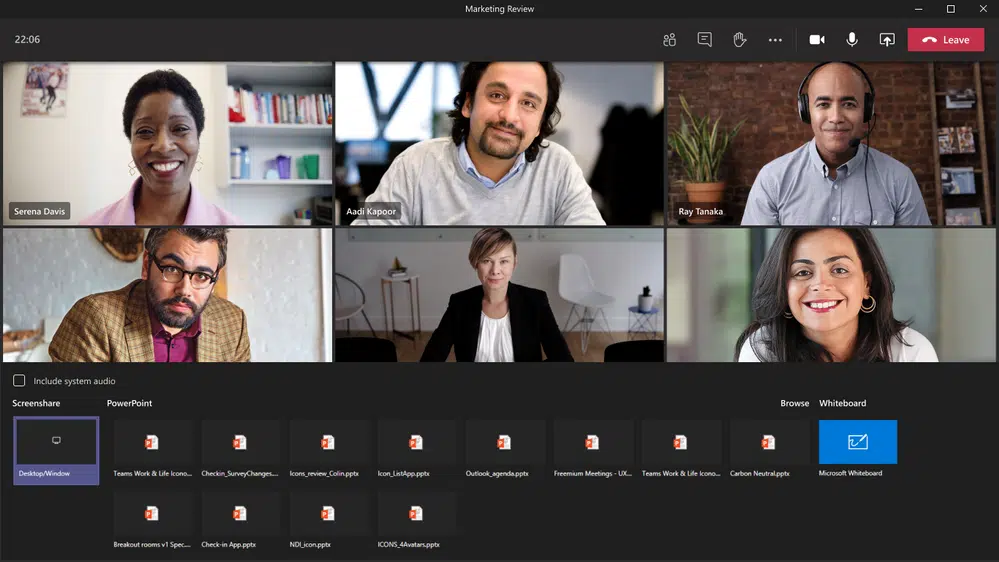 Marketing Review
22:06
Leave
Serena Davis
Aadi Kapoor
Ray Tanaka
Include system audio
Screenshare
PowerPoint
Browse
Whiteboard
Desktop/Window
Teams Work & Life Icono...
Checkin_SurveyChanges....
Icons_review_Colin.pptx
Icon_ListApp.pptx
Outlook_agenda.pptx
Freemium Meetings - UX...
Teams Work & Life Icono...
Carbon Neutral.pptx
Microsoft Whiteboard
Breakout rooms v1 Spec....
Check-in App.pptx
NDI_icon.pptx
ICONS_4Avatars.pptx